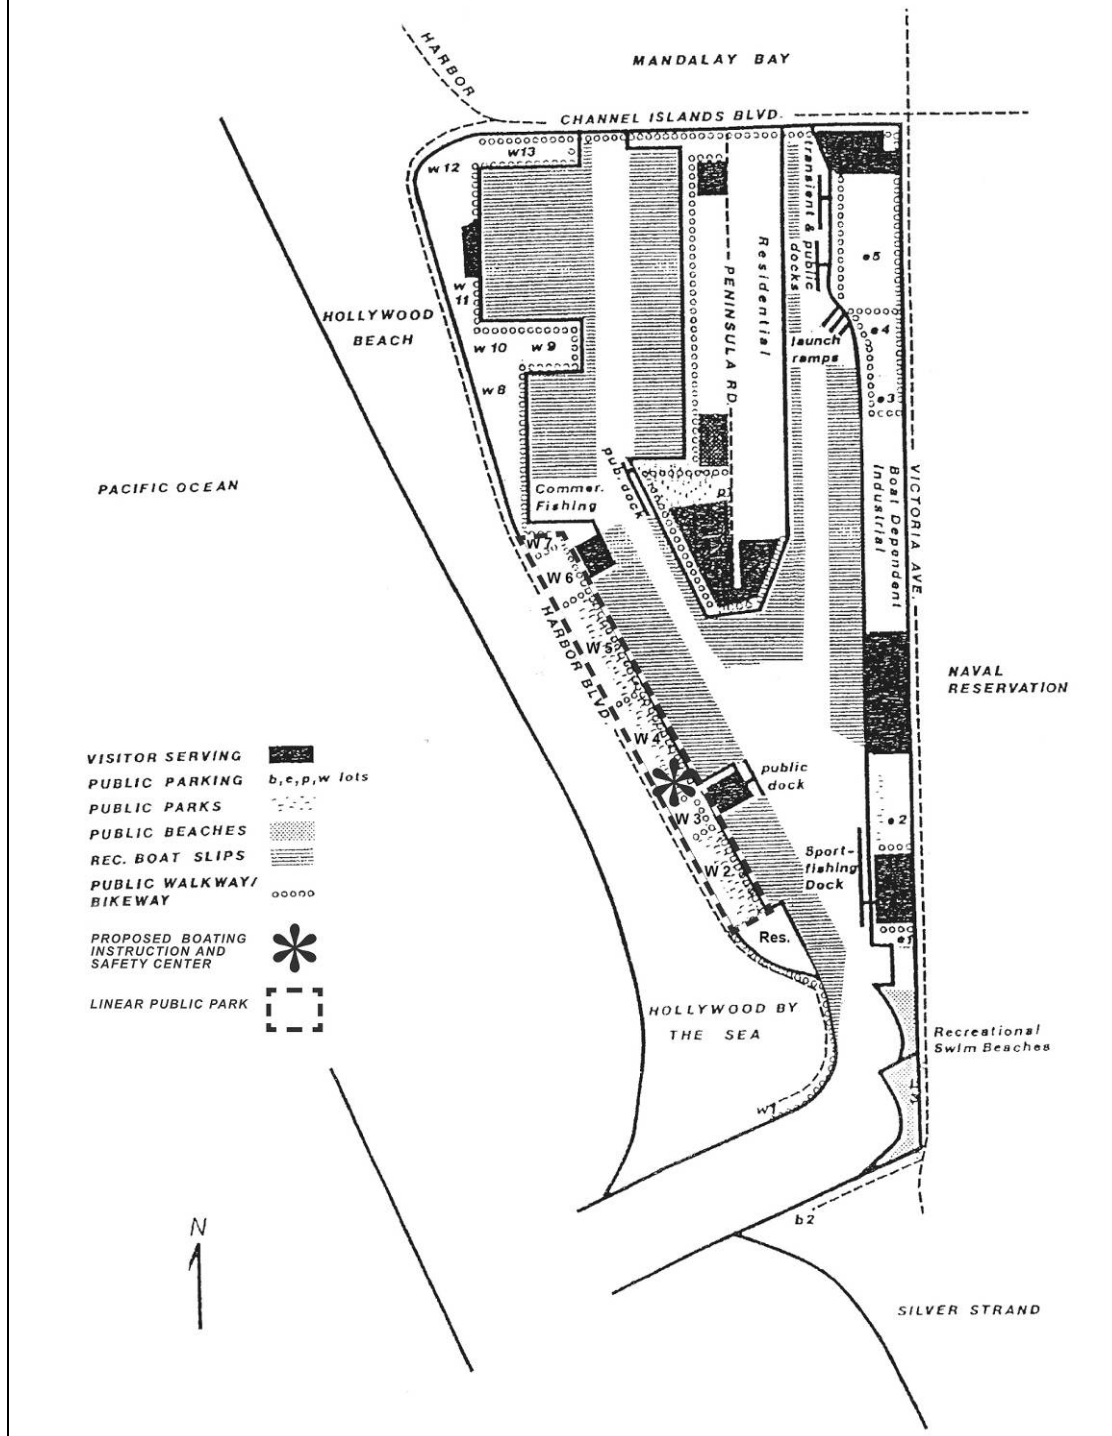 HARBOR
MANDALAY BAY
CHANNEL ISLANDS BLVD.
w13
w12
transient & public
docks
Residential
PENINSULA RD.
e5
w
11
HOLLYWOOD
BEACH
w10
w9
w8
launch
ramps
e4
e3
VICTORIA AVE.
Boat Dependent
Industrial
PACIFIC OCEAN
Commer.
Fishing
pub. dock
W7
W6
HARBOR BLVD.
W5
W4
W3
W2
Res.
public
dock
NAVAL
RESERVATION
e2
Sport-
fishing
Dock
e1
VISITOR SERVING
PUBLIC PARKING
b,e,p,w lots
PUBLIC PARKS
PUBLIC BEACHES
REC. BOAT SLIPS
PUBLIC WALKWAY/
BIKEWAY
PROPOSED BOATING
INSTRUCTION AND
SAFETY CENTER
LINEAR PUBLIC PARK
HOLLYWOOD BY
THE SEA
Recreational
Swim Beaches
w1
b2
N
SILVER STRAND